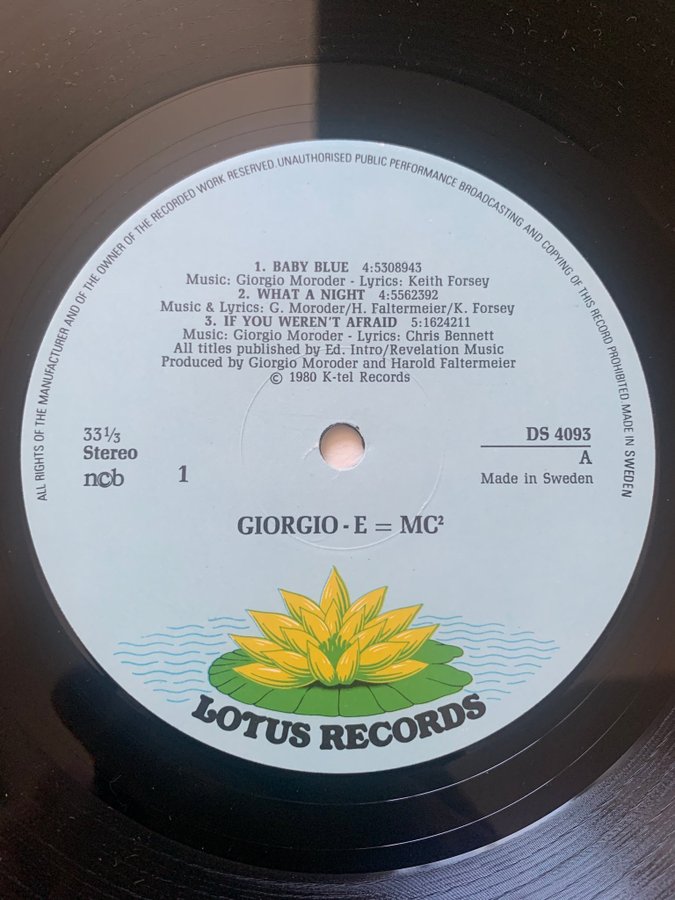 ALL RIGHTS OF THE MANUFACTURER AND OF THE OWNER OF THE RECORDED WORK RESERVED. UNAUTHORISED PUBLIC PERFORMANCE BROADCASTING AND COPYING OF THIS RECORD PROHIBITED. MADE IN SWEDEN
1. BABY BLUE 4:5308943
Music: Giorgio Moroder - Lyrics: Keith Forsey
2. WHAT A NIGHT 4:5562392
Music & Lyrics: G. Moroder/H. Faltermeier/K. Forsey
3. IF YOU WEREN'T AFRAID 5:1624211
Music: Giorgio Moroder - Lyrics: Chris Bennett
All titles published by Ed. Intro/Revelation Music
Produced by Giorgio Moroder and Harold Faltermeier
© 1980 K-tel Records
33⅓
Stereo
ncb
1
DS 4093
A
Made in Sweden
GIORGIO - E = MC²
LOTUS RECORDS